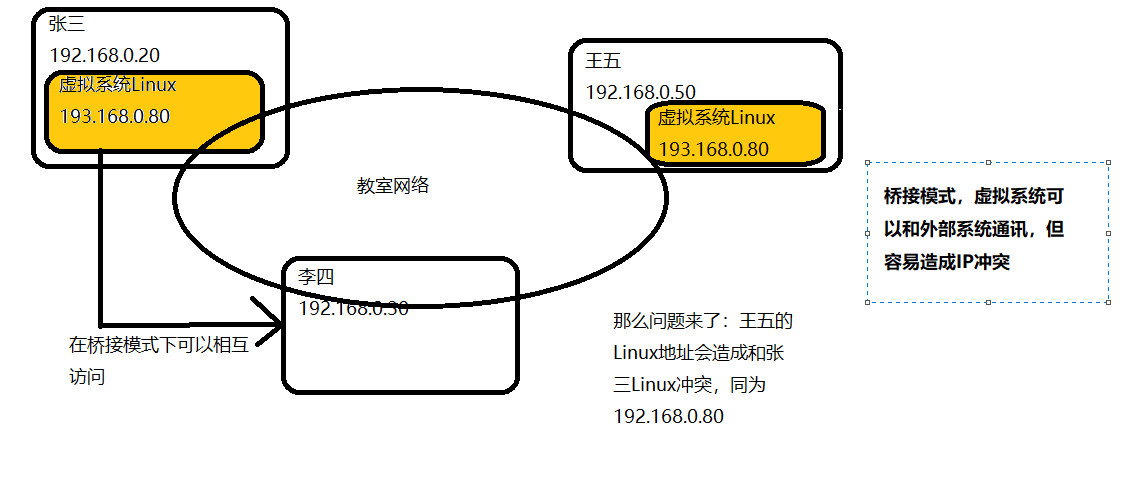 张三
192.168.0.20
虚拟系统Linux
193.168.0.80
王五
192.168.0.50
虚拟系统Linux
193.168.0.80
教室网络
桥接模式，虚拟系统可
以和外部系统通讯，但
容易造成IP冲突
李四
192.168.0.30
在桥接模式下可以相互
访问
那么问题来了：王五的
Linux地址会造成和张
三Linux冲突，同为
192.168.0.80